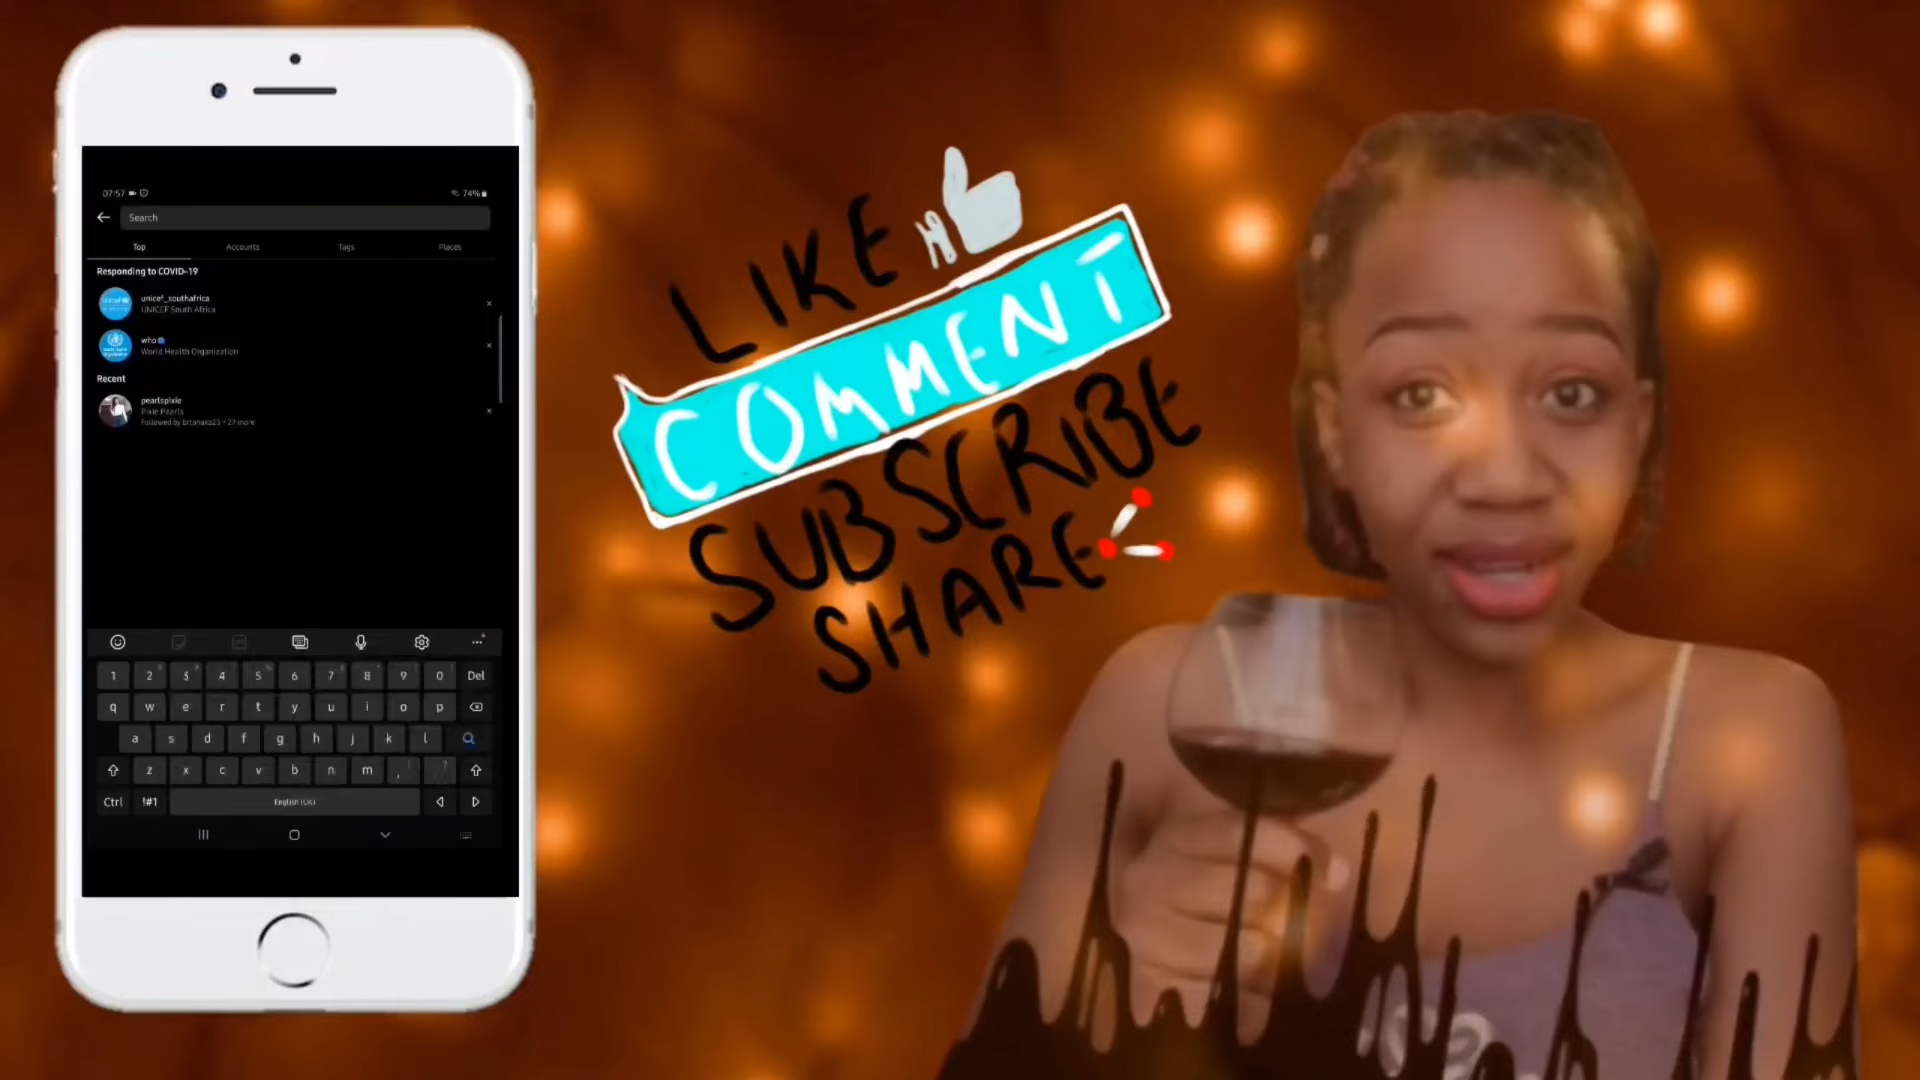 07:57
74%
Search
Top Accounts Tags Places
Responding to COVID-19
unicef_southafrica
UNICEF South Africa
who
World Health Organization
Recent
pearlspixie
Pixie Pearls
1 2 3 4 5 6 7 8 9 0 Del
q w e r t y u i o p
a s d f g h j k l
z x c v b n m ,
Ctrl !#1 English (UK)
LIKE
COMMENT
SUBSCRIBE
SHARE